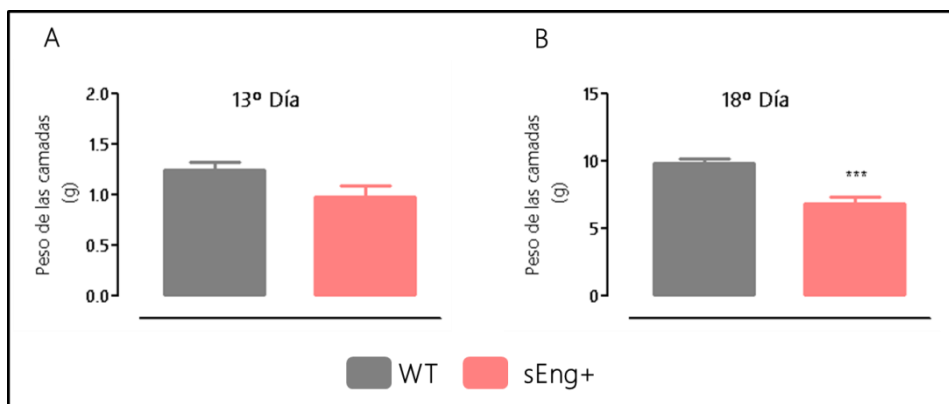 A
13º Día
Peso de las camadas
(g)
2.0
1.5
1.0
0.5
0.0
B
18º Día
Peso de las camadas
(g)
15
10
5
0
***
WT
sEng+